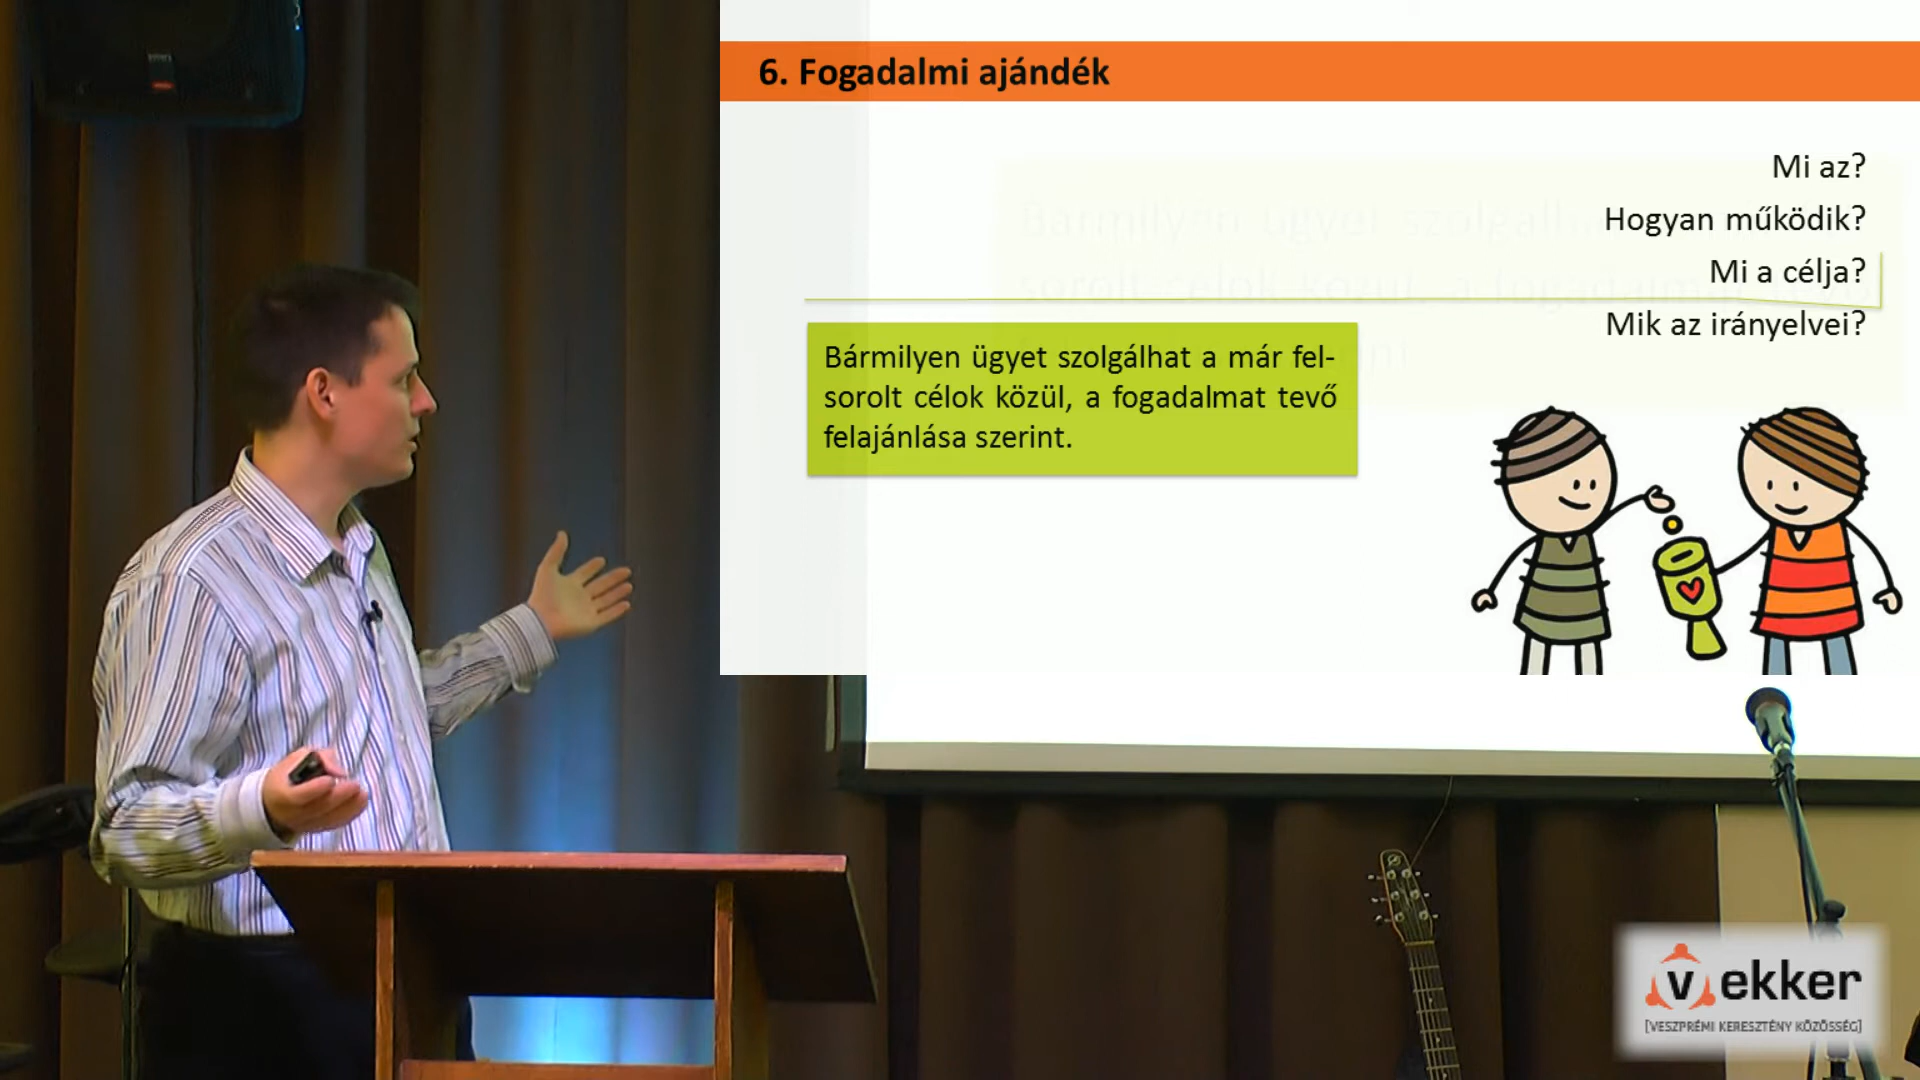 6. Fogadalmi ajándék
Mi az?
Hogyan működik?
Mi a célja?
Mik az irányelvei?
Bármilyen ügyet szolgálhat a már fel-
sorolt célok közül, a fogadalmat tevő
felajánlása szerint.
vekker
[VESZPRÉMI KERESZTÉNY KÖZÖSSÉG]